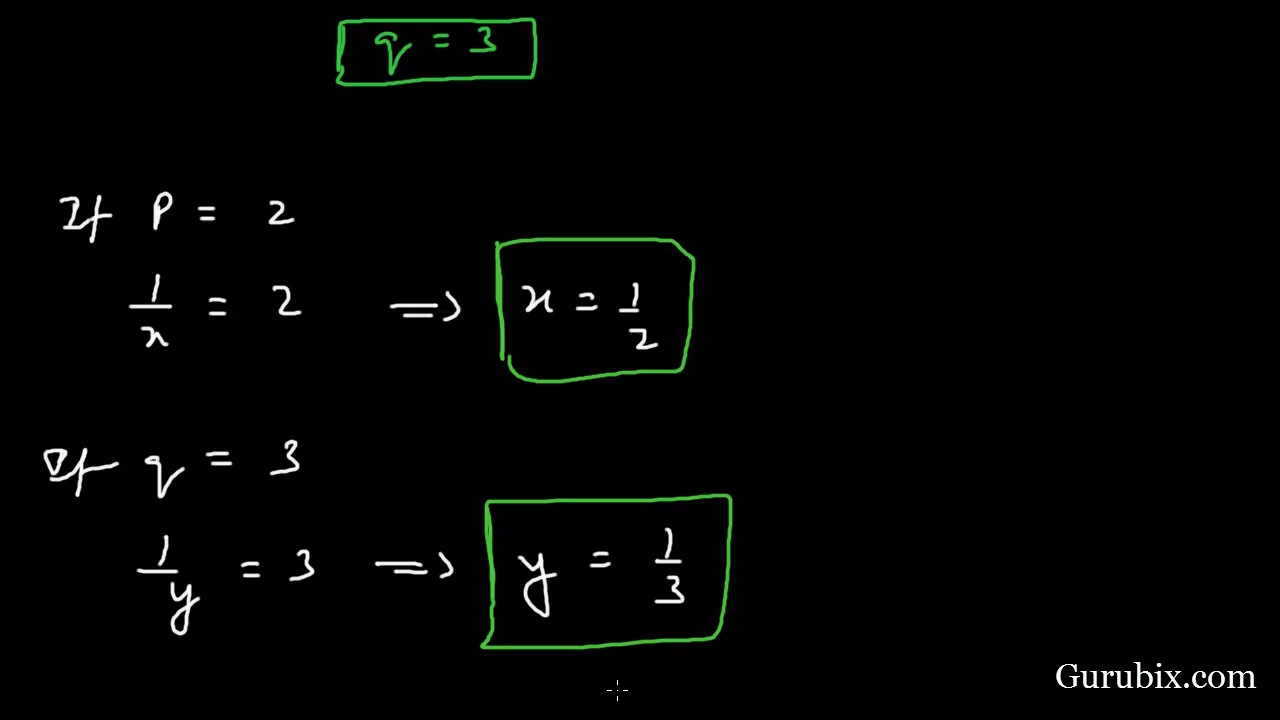 q = 3
If P = 2
1/x = 2 ⟹ x = 1/2
If q = 3
1/y = 3 ⟹ y = 1/3
Gurubix.com